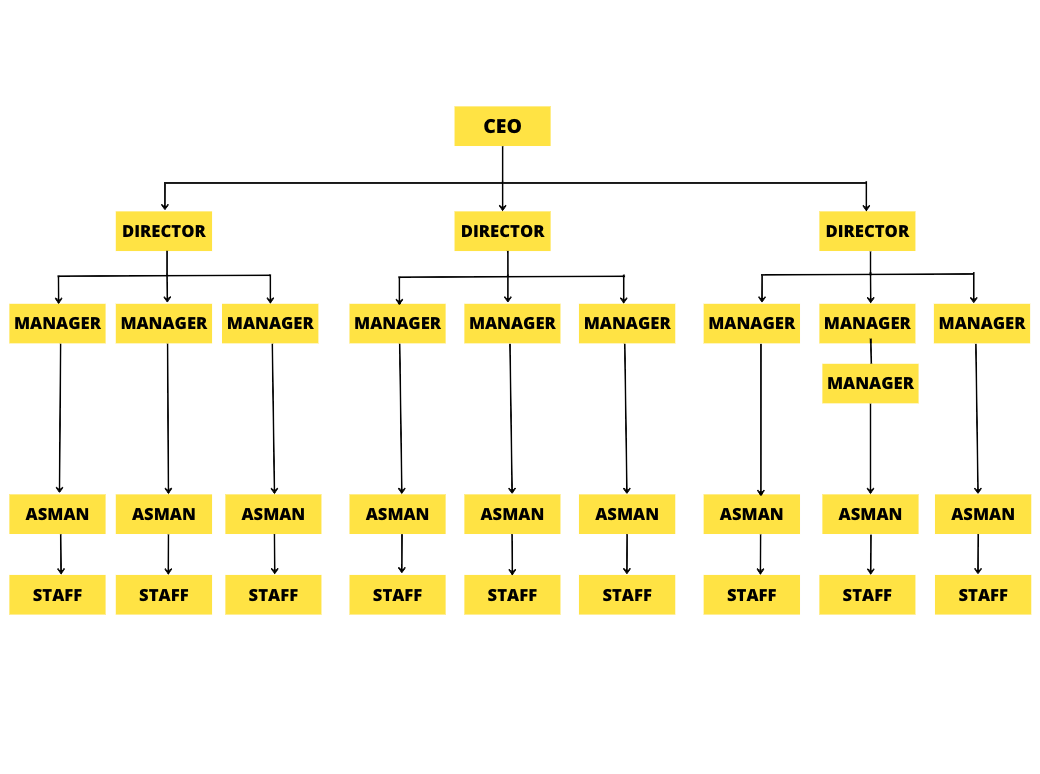 CEO
DIRECTOR DIRECTOR DIRECTOR
MANAGER MANAGER MANAGER MANAGER MANAGER MANAGER MANAGER MANAGER MANAGER
MANAGER
ASMAN ASMAN ASMAN ASMAN ASMAN ASMAN ASMAN ASMAN ASMAN
STAFF STAFF STAFF STAFF STAFF STAFF STAFF STAFF STAFF